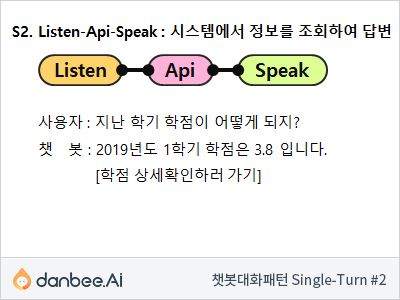 S2. Listen-Api-Speak : 시스템에서 정보를 조회하여 답변
Listen Api Speak
사용자 : 지난 학기 학점이 어떻게 되지?
챗 봇 : 2019년도 1학기 학점은 3.8 입니다.
[학점 상세확인하러 가기]
danbee.Ai 챗봇대화패턴 Single-Turn #2